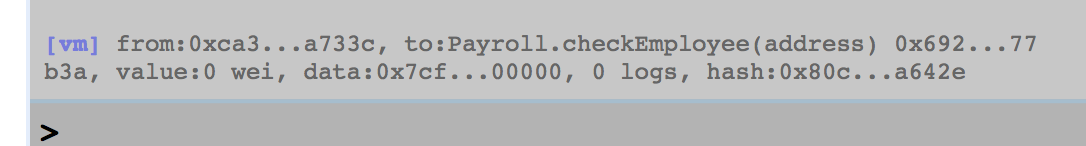 [vm] from:0xca3...a733c, to:Payroll.checkEmployee(address) 0x692...77
b3a, value:0 wei, data:0x7cf...00000, 0 logs, hash:0x80c...a642e
>